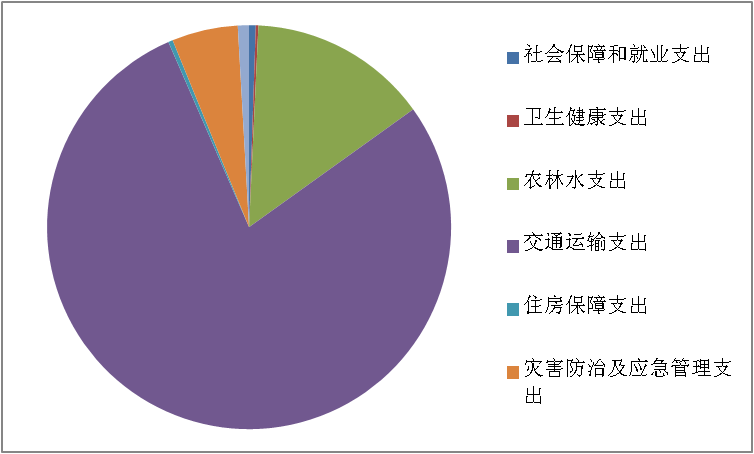 社会保障和就业支出
卫生健康支出
农林水支出
交通运输支出
住房保障支出
灾害防治及应急管理支
出